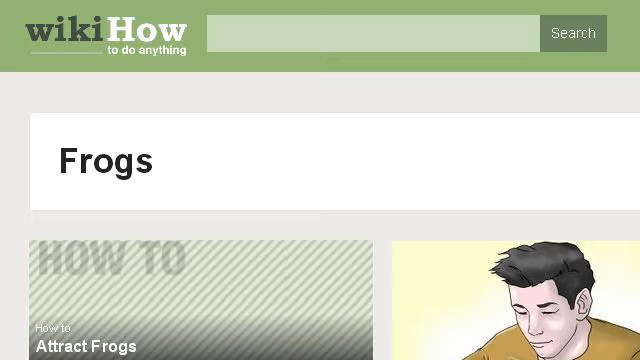 wikiHow
to do anything
Search
Frogs
HOW TO
How to
Attract Frogs